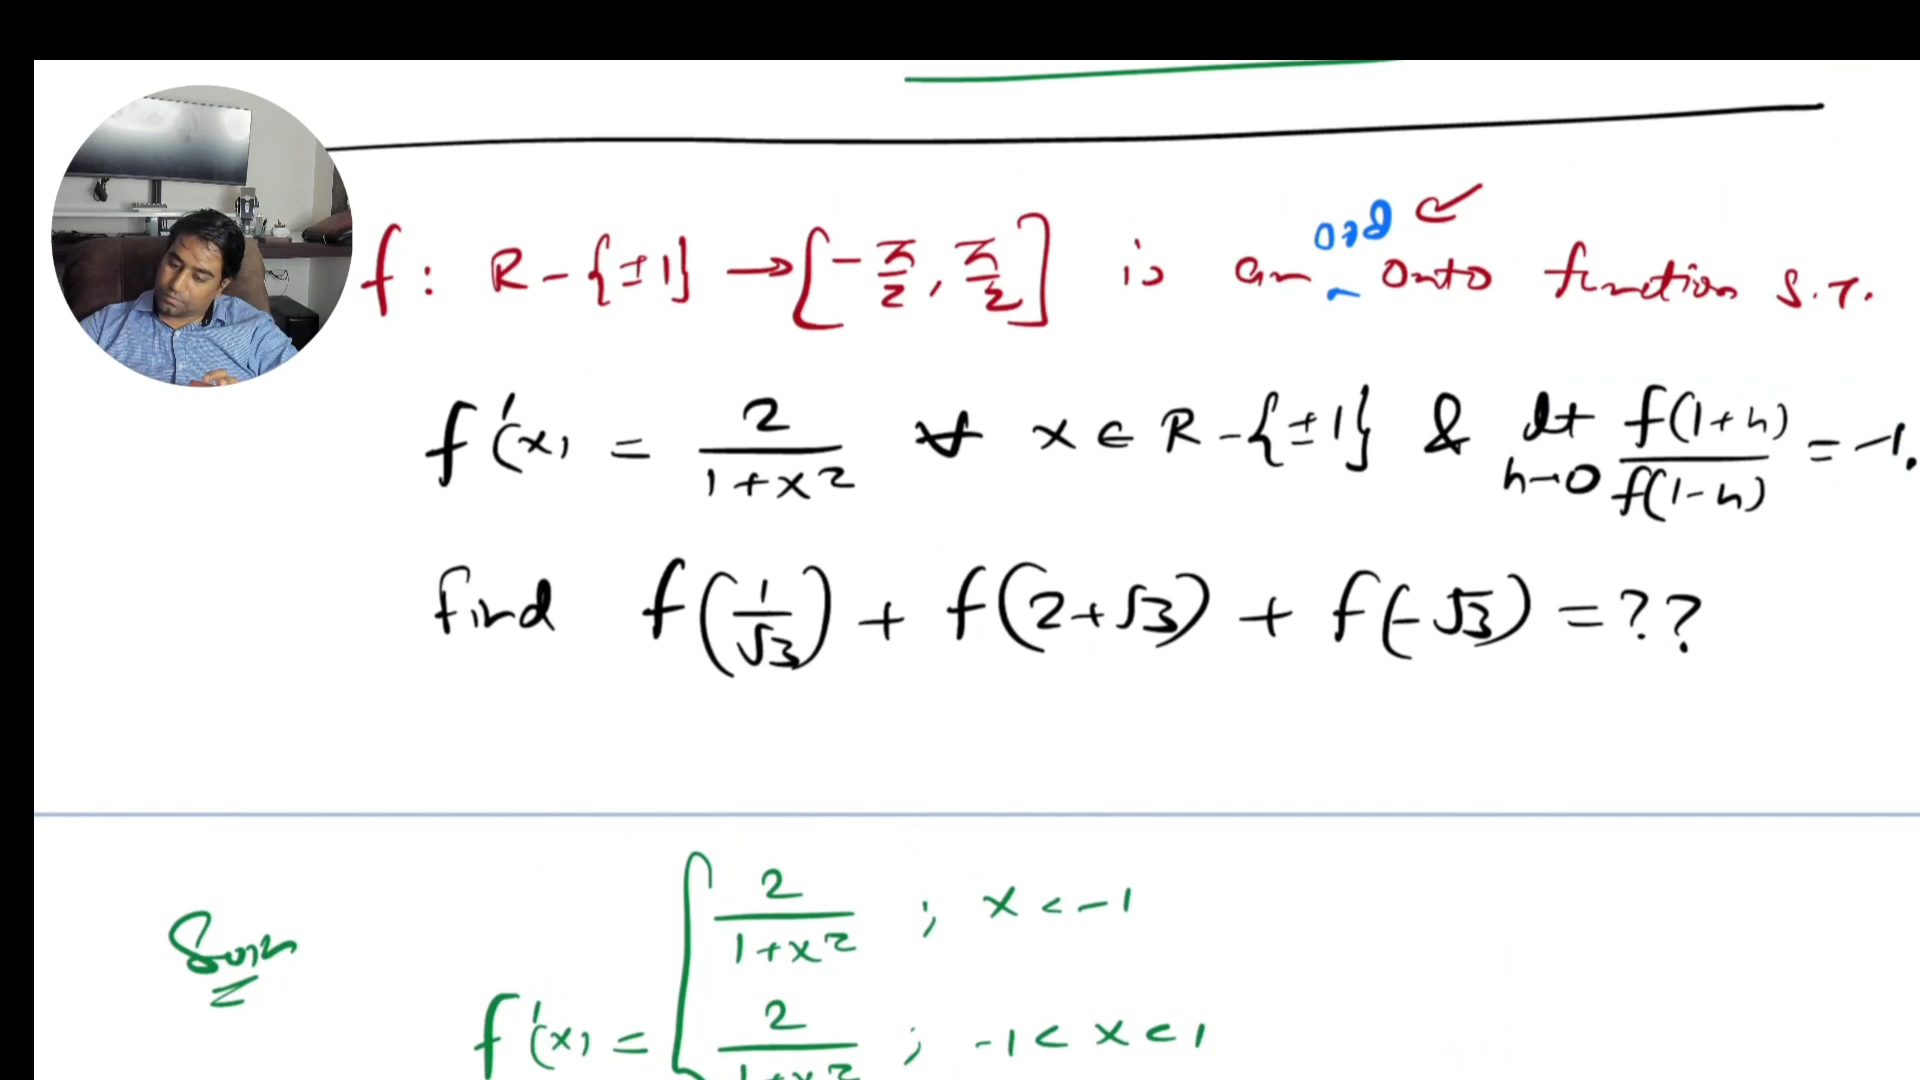 f : R - {±1} → [-π/2, π/2] is an odd onto function s.t.
f'(x) = 2/(1+x²) ∀ x ∈ R - {±1} & lt h→0 f(1+h)/f(1-h) = -1.
find f(1/√3) + f(2+√3) + f(-√3) = ??
Soln
f'(x) = { 2/(1+x²) ; x < -1
2/(1+x²) ; -1 < x < 1